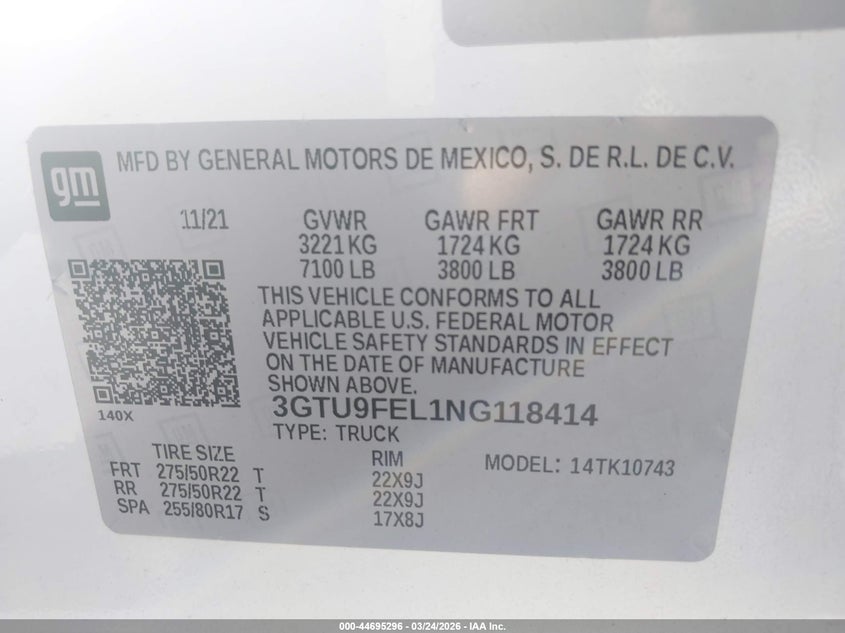 gm
MFD BY GENERAL MOTORS DE MEXICO, S. DE R.L. DE C.V.
11/21 GVWR GAWR FRT GAWR RR
3221 KG 1724 KG 1724 KG
7100 LB 3800 LB 3800 LB
THIS VEHICLE CONFORMS TO ALL
APPLICABLE U.S. FEDERAL MOTOR
VEHICLE SAFETY STANDARDS IN EFFECT
ON THE DATE OF MANUFACTURE
SHOWN ABOVE.
140X
3GTU9FEL1NG118414
TYPE: TRUCK
TIRE SIZE RIM MODEL: 14TK10743
FRT 275/50R22 T 22X9J
RR 275/50R22 T 22X9J
SPA 255/80R17 S 17X8J
000-44695296 - 03/24/2026 - IAA Inc.